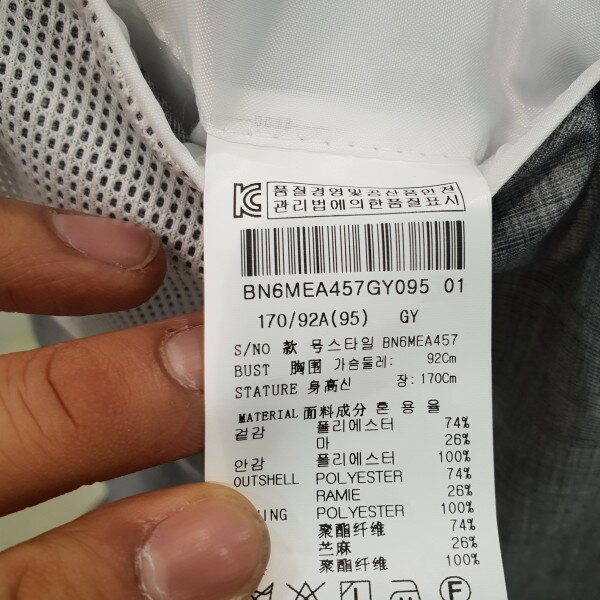 KC 품질경영및공산품안전
관리법에의한품질표시
BN6MEA457GY095 01
170/92A(95) GY
S/NO 款 号스타일 BN6MEA457
BUST 胸围 가슴둘레: 92Cm
STATURE 身高신 장: 170Cm
MATERIAL 面料成分 혼 용 율
겉감 폴리에스터 74%
마 26%
안감 폴리에스터 100%
OUTSHELL POLYESTER 74%
RAMIE 26%
NING POLYESTER 100%
聚酯纤维 74%
苎麻 26%
聚酯纤维 100%
F